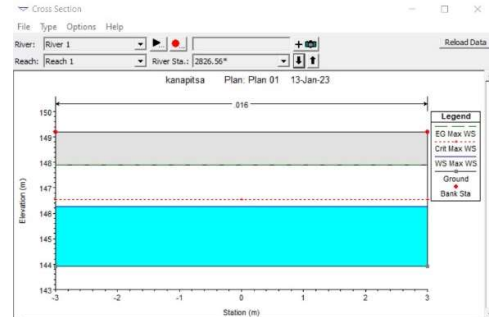 Cross Section
File Type Options Help
River: River 1
Reload Data
Reach: Reach 1 River Sta.: 2826.56*
kanapitsa Plan: Plan 01 13-Jan-23
.016
Legend
EG Max WS
Crit Max WS
WS Max WS
Ground
Bank Sta
150
149
148
147
146
145
144
143
Elevation (m)
-3 -2 -1 0 1 2 3
Station (m)